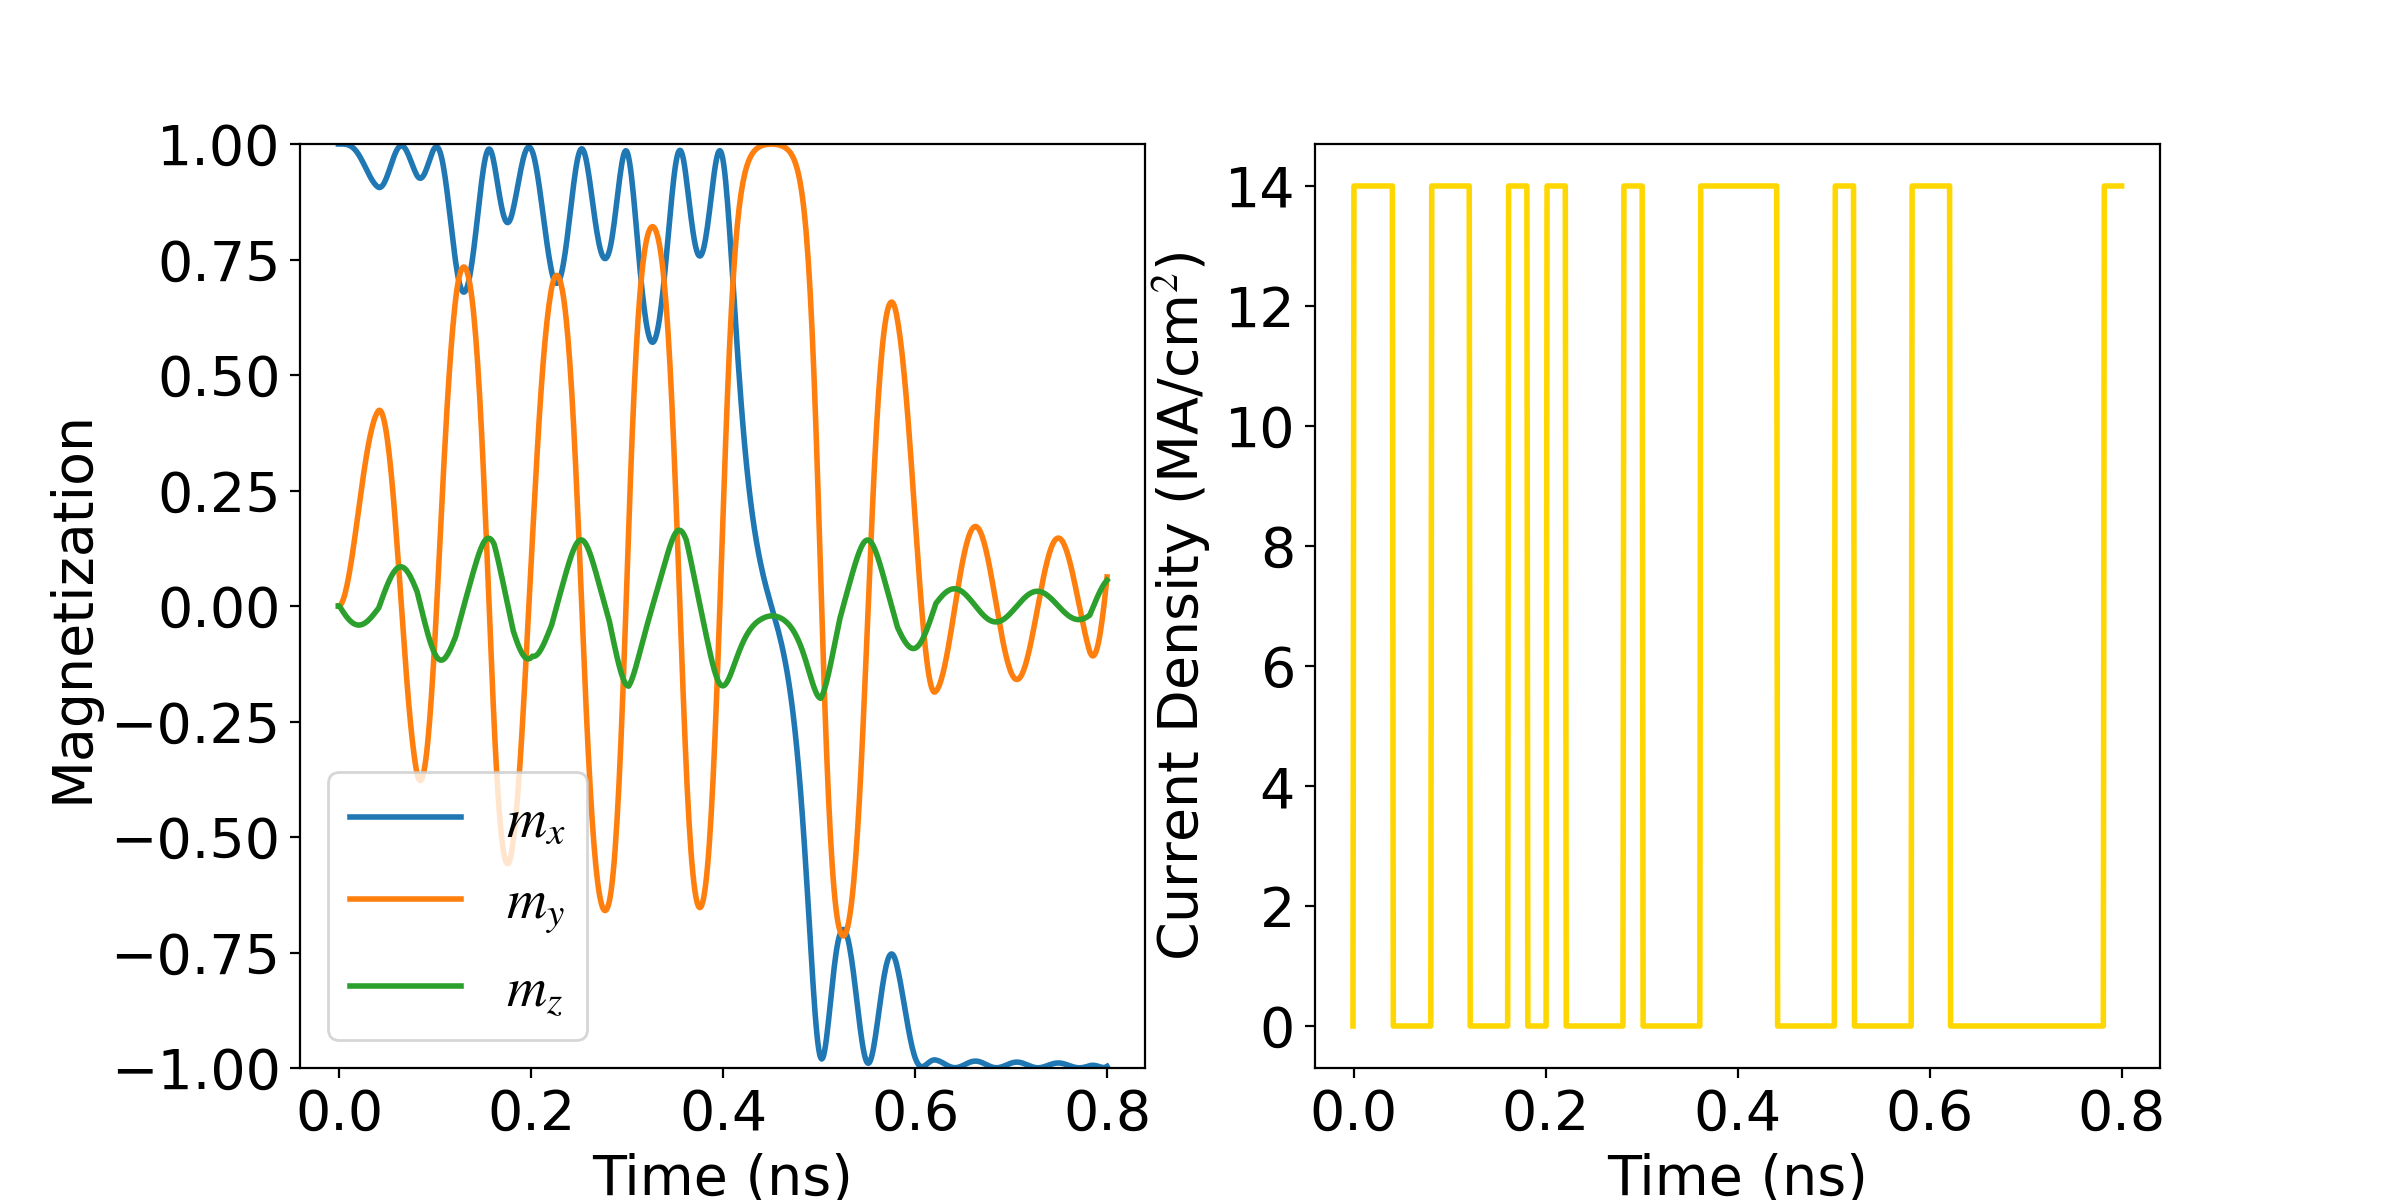 Magnetization
1.00
0.75
0.50
0.25
0.00
−0.25
−0.50
−0.75
−1.00
0.0 0.2 0.4 0.6 0.8
Time (ns)
mₓ
m_y
m_z
Current Density (MA/cm²)
14
12
10
8
6
4
2
0
0.0 0.2 0.4 0.6 0.8
Time (ns)